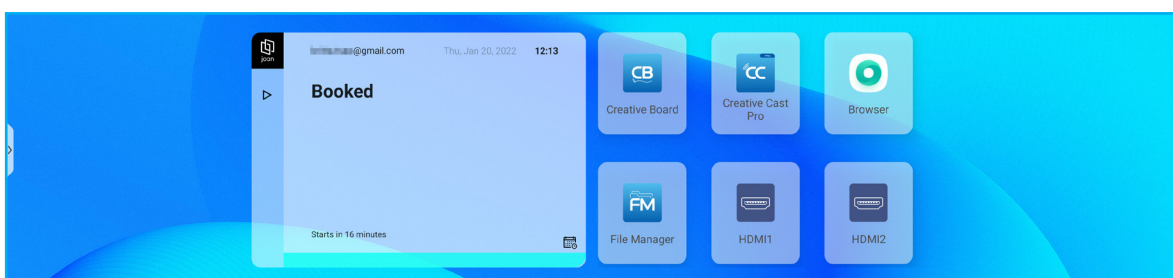 joan
@gmail.com
Thu, Jan 20, 2022
12:13
Booked
Starts in 16 minutes
CB
Creative Board
CC
Creative Cast
Pro
Browser
FM
File Manager
HDMI1
HDMI2